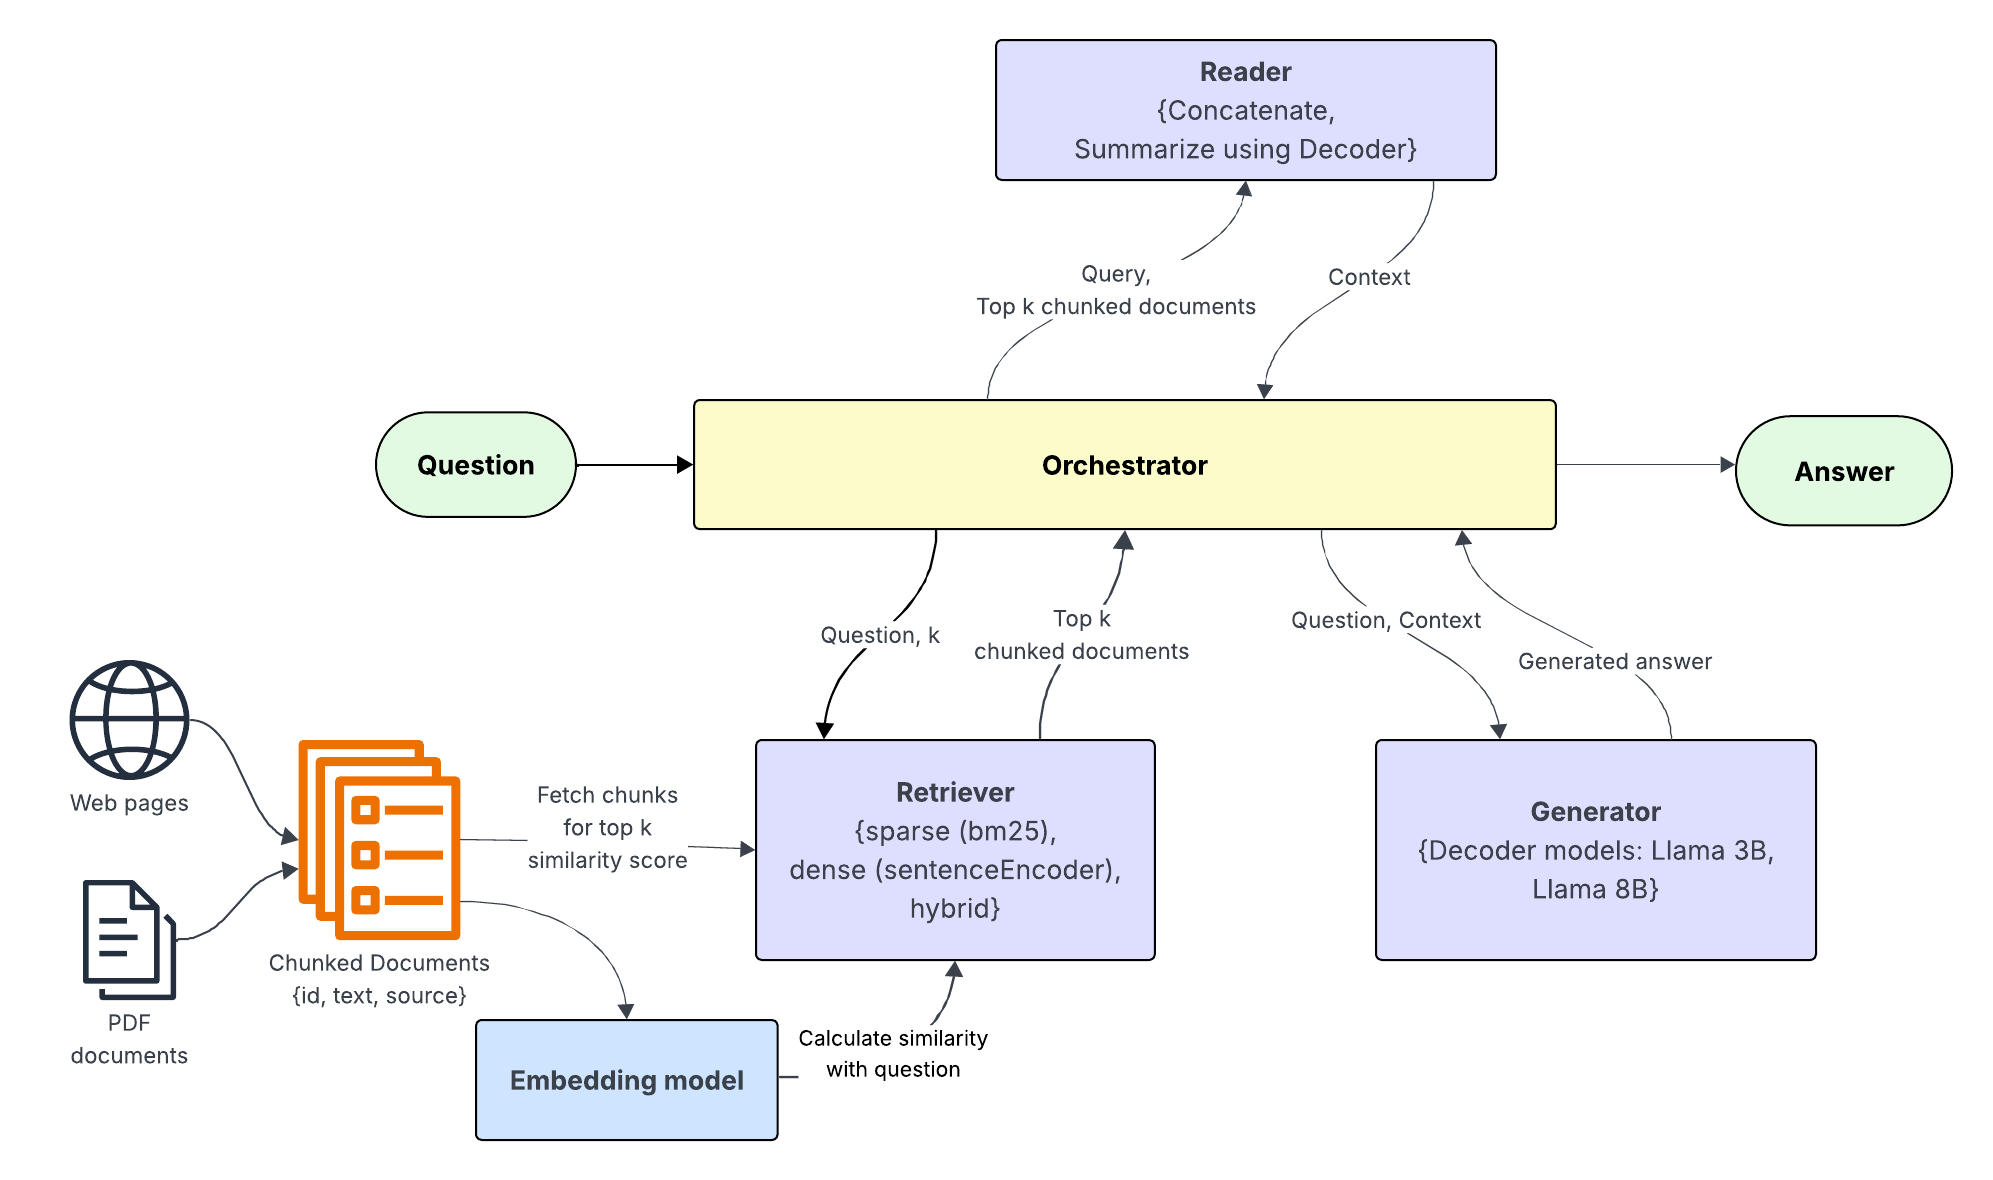 Reader
{Concatenate,
Summarize using Decoder}
Query,
Top k chunked documents
Context
Question
Orchestrator
Answer
Question, k
Top k
chunked documents
Question, Context
Generated answer
Web pages
PDF
documents
Chunked Documents
{id, text, source}
Fetch chunks
for top k
similarity score
Retriever
{sparse (bm25),
dense (sentenceEncoder),
hybrid}
Generator
{Decoder models: Llama 3B,
Llama 8B}
Embedding model
Calculate similarity
with question